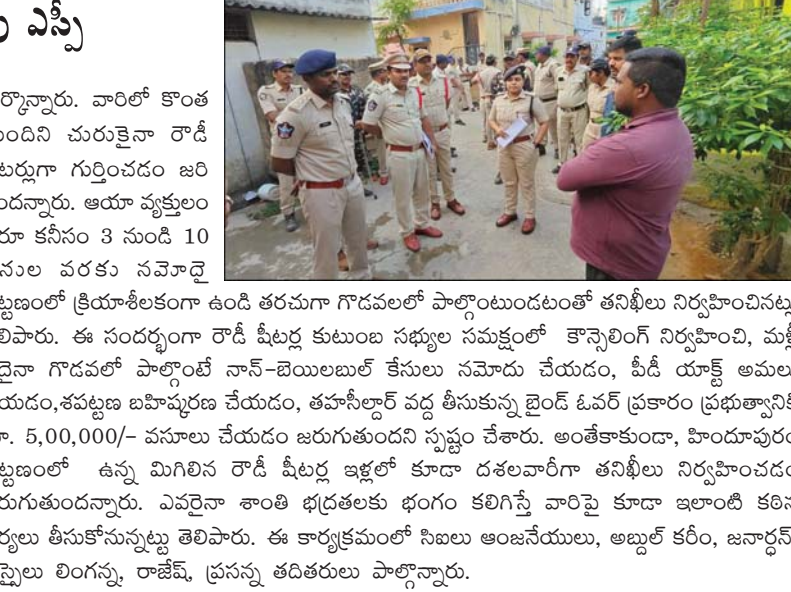 ఎస్పీ
ర్కొన్నారు. వారిలో కొంత
మందిని చురుకైనా రౌడీ
టర్లుగా గుర్తించడం జరి
ందన్నారు. ఆయా వ్యక్తులం
రూ కనీసం 3 నుండి 10
నుల వరకు నమోదై
ట్టణంలో క్రియాశీలకంగా ఉండి తరచుగా గొడవలలో పాల్గొంటుండటంతో తనిఖీలు నిర్వహించినట్లు
లిపారు. ఈ సందర్భంగా రౌడీ షీటర్ల కుటుంబ సభ్యుల సమక్షంలో కౌన్సెలింగ్ నిర్వహించి, మళ్లీ
దైనా గొడవలో పాల్గొంటే నాన్-బెయిలబుల్ కేసులు నమోదు చేయడం, పీడీ యాక్ట్ అమలు
యడం,శపట్టణ బహిష్కరణ చేయడం, తహసీల్దార్ వద్ద తీసుకున్న బైండ్ ఓవర్ ప్రకారం ప్రభుత్వానికి
ూ. 5,00,000/- వసూలు చేయడం జరుగుతుందని స్పష్టం చేశారు. అంతేకాకుండా, హిందూపురం
ట్టణంలో ఉన్న మిగిలిన రౌడీ షీటర్ల ఇళ్లలో కూడా దశలవారీగా తనిఖీలు నిర్వహించడం
రుగుతుందన్నారు. ఎవరైనా శాంతి భద్రతలకు భంగం కలిగిస్తే వారిపై కూడా ఇలాంటి కఠిన
ర్యలు తీసుకోనున్నట్టు తెలిపారు. ఈ కార్యక్రమంలో సిఐలు ఆంజనేయులు, అబ్దుల్ కరీం, జనార్ధన్
స్సైలు లింగన్న, రాజేష్, ప్రసన్న తదితరులు పాల్గొన్నారు.